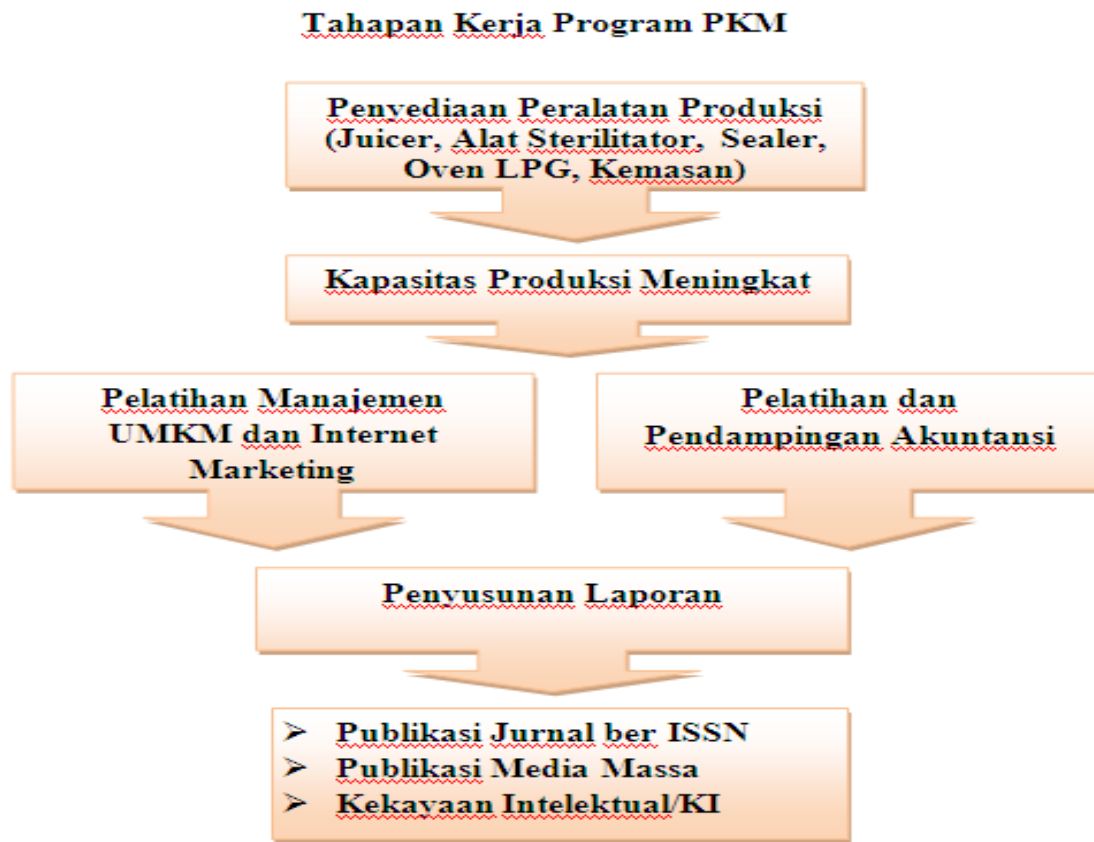 Tahapan Kerja Program PKM
Penyediaan Peralatan Produksi
(Juicer, Alat Sterilitator, Sealer,
Oven LPG, Kemasan)
Kapasitas Produksi Meningkat
Pelatihan Manajemen
UMKM dan Internet
Marketing
Pelatihan dan
Pendampingan Akuntansi
Penyusunan Laporan
➢ Publikasi Jurnal ber ISSN
➢ Publikasi Media Massa
➢ Kekayaan Intelektual/KI